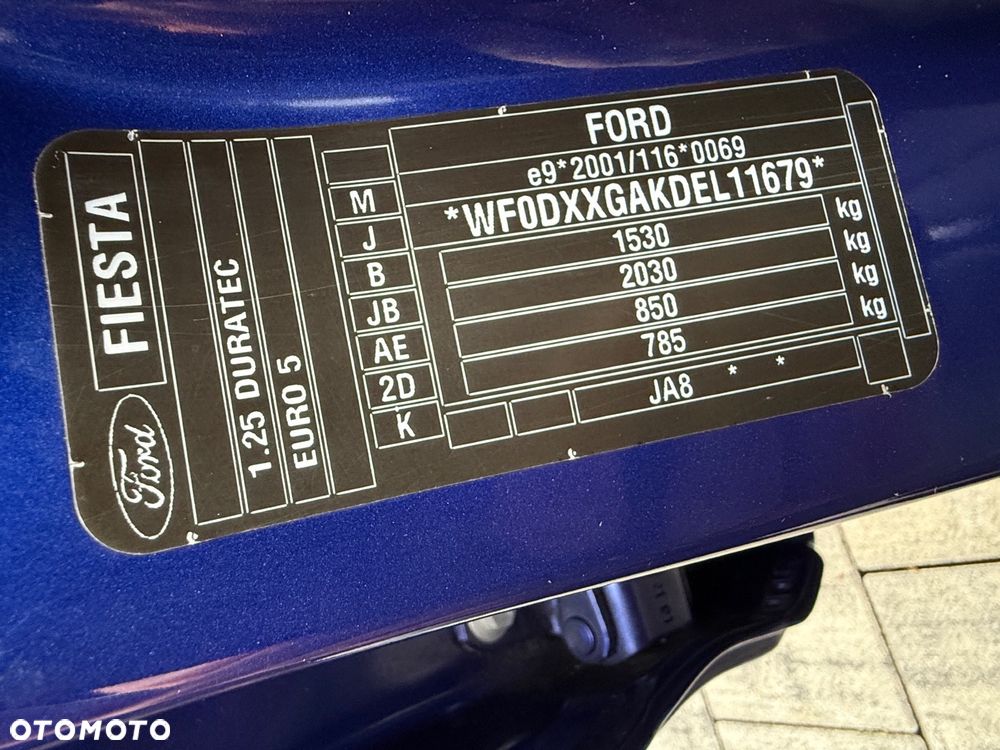 FIESTA
Ford
1.25 DURATEC
EURO 5
M
J
B
JB
AE
2D
K
FORD
e9*2001/116*0069
*WF0DXXGAKDEL11679*
1530 kg
2030 kg
850 kg
785 kg
JA8 * *
OTOMOTO